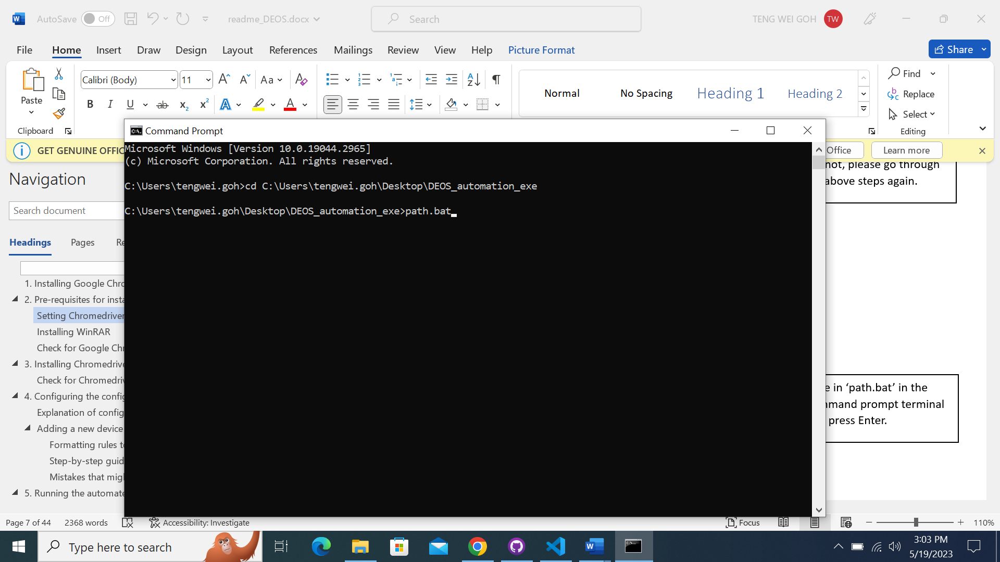 AutoSave Off readme_DEOS.docx Search TENG WEI GOH TW
File Home Insert Draw Design Layout References Mailings Review View Help Picture Format Share
Paste
Clipboard
Calibri (Body) 11
Normal No Spacing Heading 1 Heading 2
Find
Replace
Select
Editing
GET GENUINE OFFIC Office Learn more
Navigation
Search document
Headings Pages Re
1. Installing Google Chro
2. Pre-requisites for insta
Setting Chromedriver
Installing WinRAR
Check for Google Chr
3. Installing Chromedrive
Check for Chromedriv
4. Configuring the config
Explanation of config
Adding a new device
Formatting rules to
Step-by-step guid
Mistakes that migh
5. Running the automate
Command Prompt
Microsoft Windows [Version 10.0.19044.2965]
(c) Microsoft Corporation. All rights reserved.
C:\Users\tengwei.goh>cd C:\Users\tengwei.goh\Desktop\DEOS_automation_exe
C:\Users\tengwei.goh\Desktop\DEOS_automation_exe>path.bat
not, please go through
above steps again.
e in ‘path.bat’ in the
mmand prompt terminal
press Enter.
Page 7 of 44 2368 words Accessibility: Investigate Focus 110%
Type here to search
3:03 PM
5/19/2023